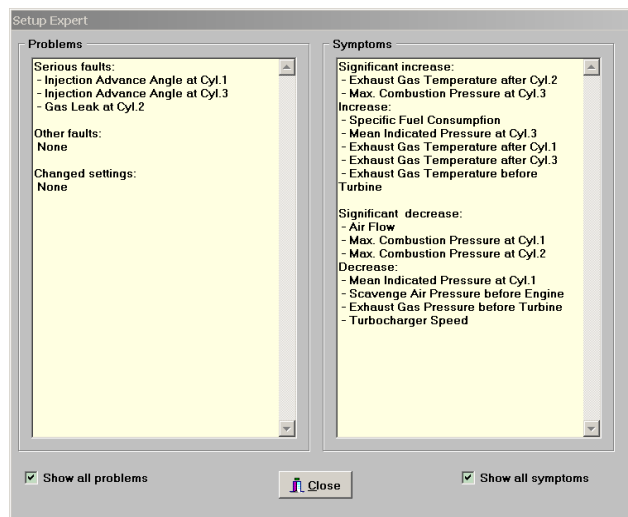 Setup Expert
Problems
Serious faults:
- Injection Advance Angle at Cyl.1
- Injection Advance Angle at Cyl.3
- Gas Leak at Cyl.2
Other faults:
None
Changed settings:
None
Symptoms
Significant increase:
- Exhaust Gas Temperature after Cyl.2
- Max. Combustion Pressure at Cyl.3
Increase:
- Specific Fuel Consumption
- Mean Indicated Pressure at Cyl.3
- Exhaust Gas Temperature after Cyl.1
- Exhaust Gas Temperature after Cyl.3
- Exhaust Gas Temperature before
Turbine
Significant  decrease:
- Air Flow
- Max. Combustion Pressure at Cyl.1
- Max. Combustion Pressure at Cyl.2
Decrease:
- Mean Indicated Pressure at Cyl.1
- Scavenge Air Pressure before Engine
- Exhaust Gas Pressure before Turbine
- Turbocharger Speed
Show all problems
Close
Show all symptoms